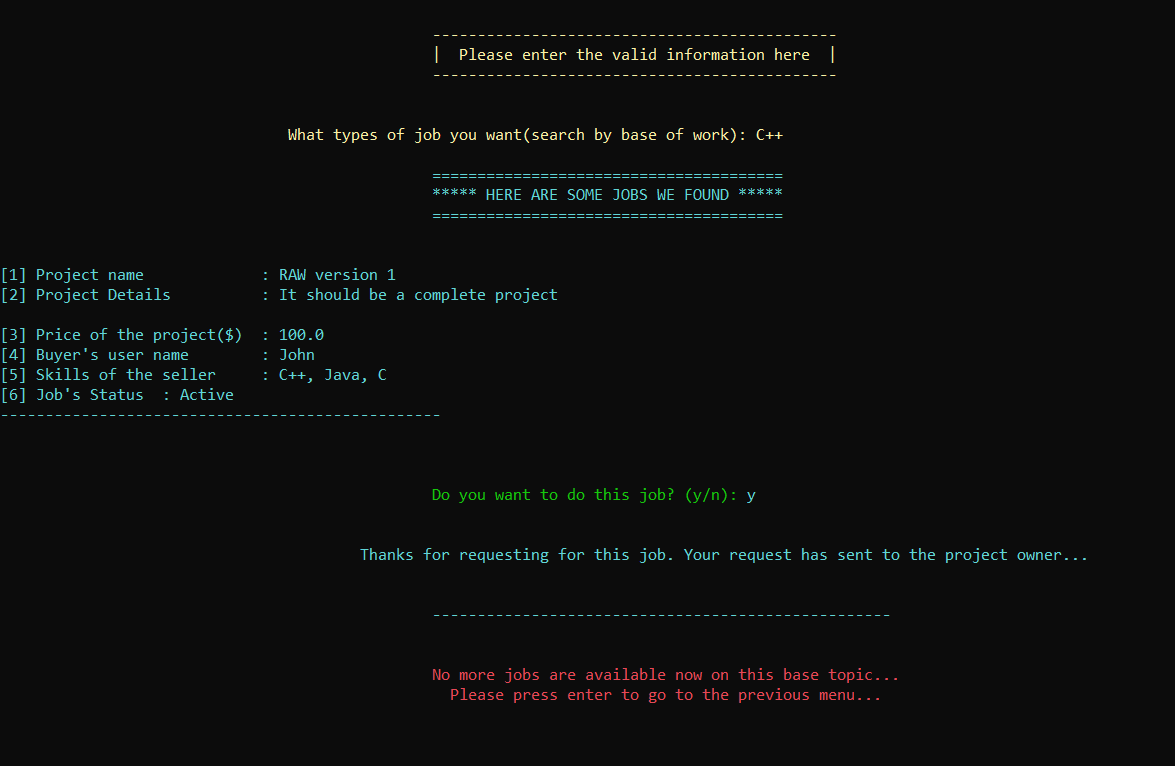 ---------------------------------------------
|  Please enter the valid information here  |
---------------------------------------------
What types of job you want(search by base of work): C++
=======================================
***** HERE ARE SOME JOBS WE FOUND *****
=======================================
[1] Project name             : RAW version 1
[2] Project Details          : It should be a complete project
[3] Price of the project($)  : 100.0
[4] Buyer's user name        : John
[5] Skills of the seller     : C++, Java, C
[6] Job's Status  : Active
-------------------------------------------------
Do you want to do this job? (y/n): y
Thanks for requesting for this job. Your request has sent to the project owner...
---------------------------------------------------
No more jobs are available now on this base topic...
Please press enter to go to the previous menu...